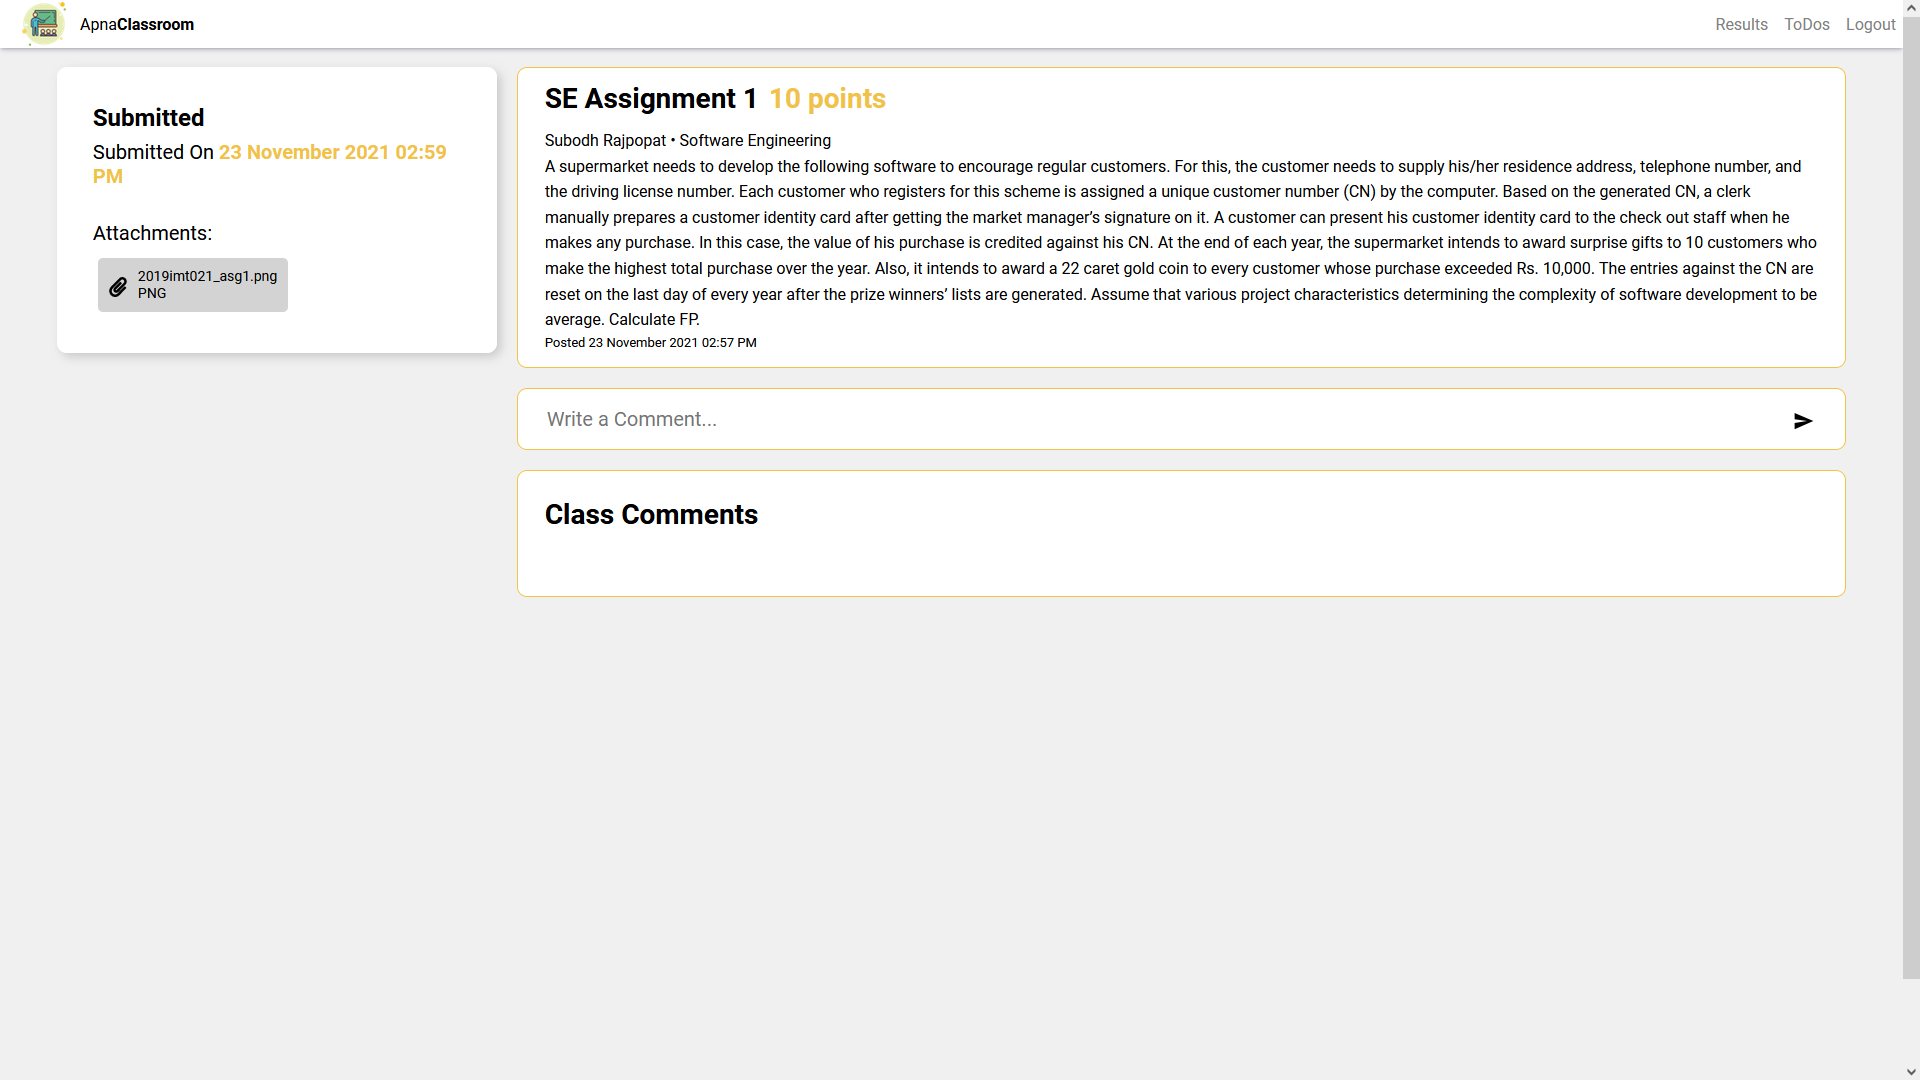 ApnaClassroom
Results ToDos Logout
Submitted
Submitted On 23 November 2021 02:59
PM
Attachments:
2019imt021_asg1.png
PNG
SE Assignment 1 10 points
Subodh Rajpopat • Software Engineering
A supermarket needs to develop the following software to encourage regular customers. For this, the customer needs to supply his/her residence address, telephone number, and
the driving license number. Each customer who registers for this scheme is assigned a unique customer number (CN) by the computer. Based on the generated CN, a clerk
manually prepares a customer identity card after getting the market manager’s signature on it. A customer can present his customer identity card to the check out staff when he
makes any purchase. In this case, the value of his purchase is credited against his CN. At the end of each year, the supermarket intends to award surprise gifts to 10 customers who
make the highest total purchase over the year. Also, it intends to award a 22 caret gold coin to every customer whose purchase exceeded Rs. 10,000. The entries against the CN are
reset on the last day of every year after the prize winners’ lists are generated. Assume that various project characteristics determining the complexity of software development to be
average. Calculate FP.
Posted 23 November 2021 02:57 PM
Write a Comment...
Class Comments